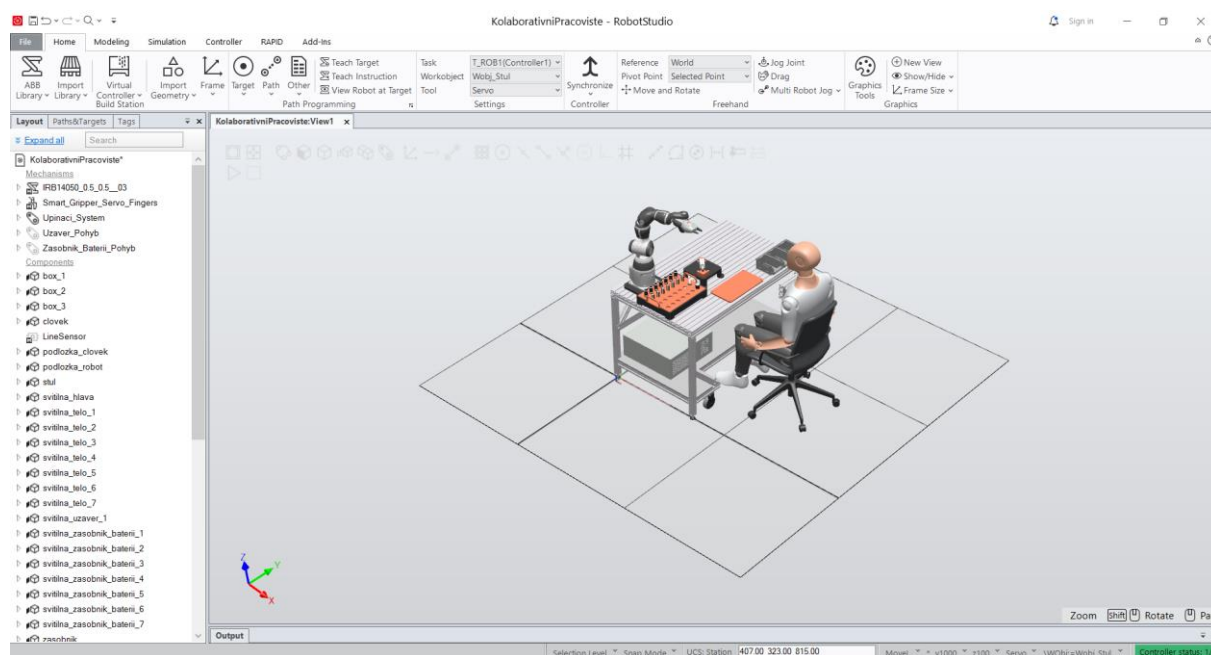 KolaborativniPracoviste - RobotStudio
Sign in
File Home Modeling Simulation Controller RAPID Add-Ins
ABB Library
Import Library
Virtual Controller
Import Geometry
Build Station
Frame
Target
Path
Other
Teach Target
Teach Instruction
View Robot at Target
Path Programming
Task T_ROB1(Controller1)
Workobject Wobj_Stul
Tool Servo
Settings
Synchronize
Controller
Reference World
Pivot Point Selected Point
Move and Rotate
Jog Joint
Drag
Multi Robot Jog
Freehand
Graphics Tools
New View
Show/Hide
Frame Size
Graphics
Layout Paths&Targets Tags
KolaborativniPracoviste:View1
Expand all Search
KolaborativniPracoviste*
Mechanisms
IRB14050_0.5_0.5__03
Smart_Gripper_Servo_Fingers
Upinaci_System
Uzaver_Pohyb
Zasobnik_Baterii_Pohyb
Components
box_1
box_2
box_3
clovek
LineSensor
podlozka_clovek
podlozka_robot
stul
svitilna_hlava
svitilna_telo_1
svitilna_telo_2
svitilna_telo_3
svitilna_telo_4
svitilna_telo_5
svitilna_telo_6
svitilna_telo_7
svitilna_uzaver_1
svitilna_zasobnik_baterii_1
svitilna_zasobnik_baterii_2
svitilna_zasobnik_baterii_3
svitilna_zasobnik_baterii_4
svitilna_zasobnik_baterii_5
svitilna_zasobnik_baterii_6
svitilna_zasobnik_baterii_7
zasobnik
Z
Y
X
Zoom Shift Rotate Pa
Output
Selection Level Snap Mode UCS: Station 407.00 323.00 815.00 MoveL * v1000 z100 Servo \WObj:=Wobj_Stul Controller status: 1/